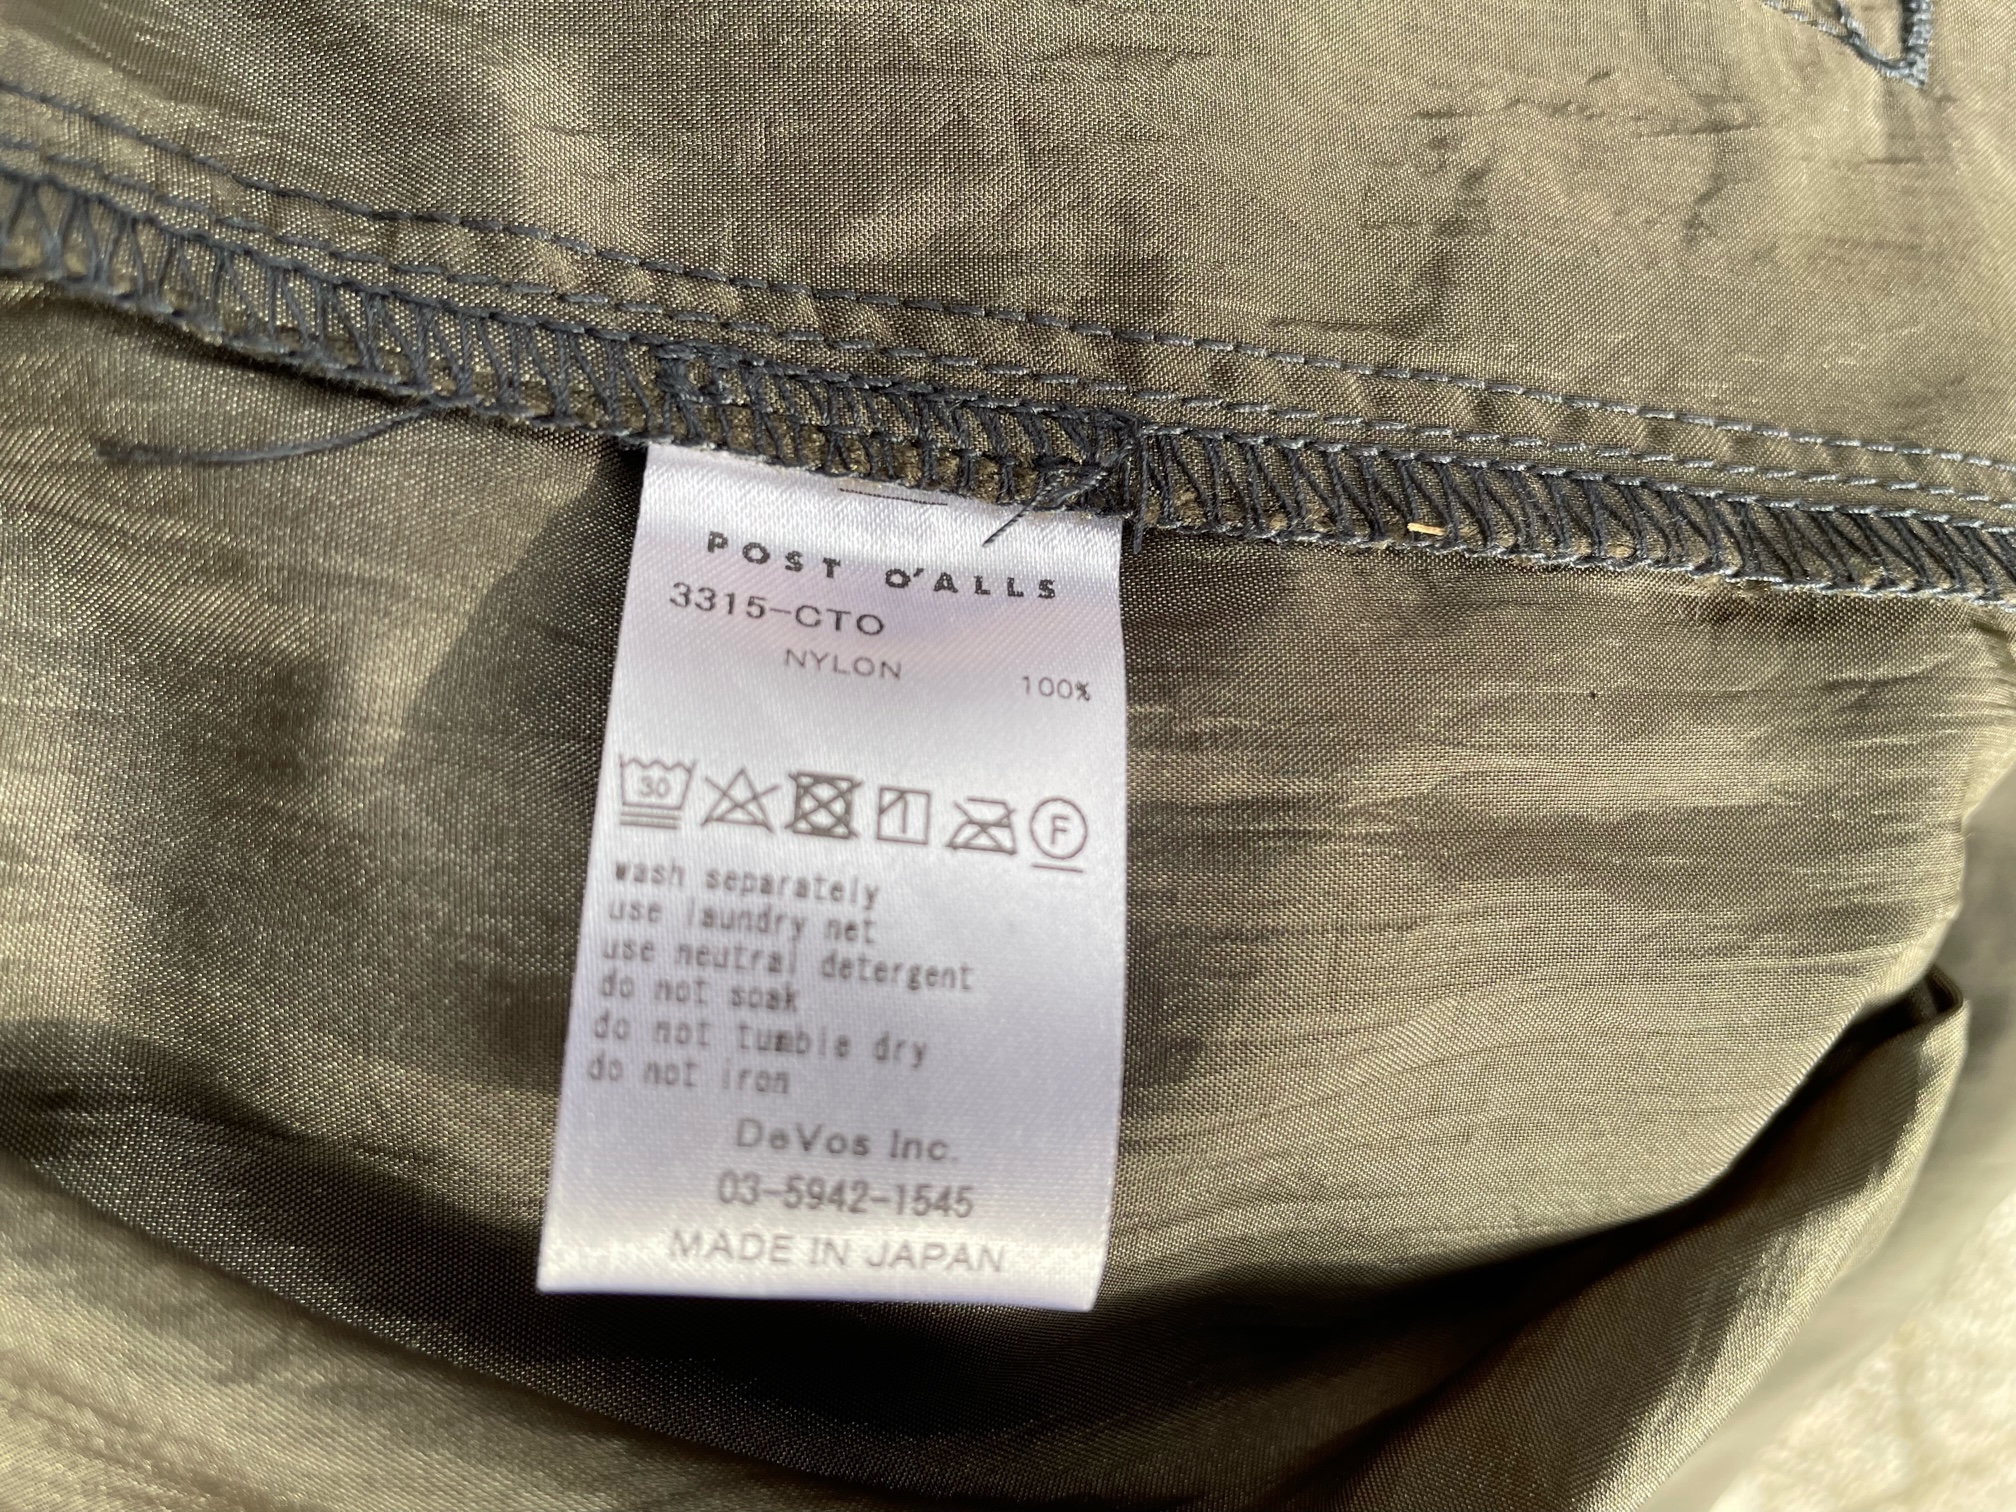 POST O'ALLS
3315-CTO
NYLON 100%
30 F
wash separately
use laundry net
use neutral detergent
do not soak
do not tumble dry
do not iron
DeVos Inc.
03-5942-1545
MADE IN JAPAN